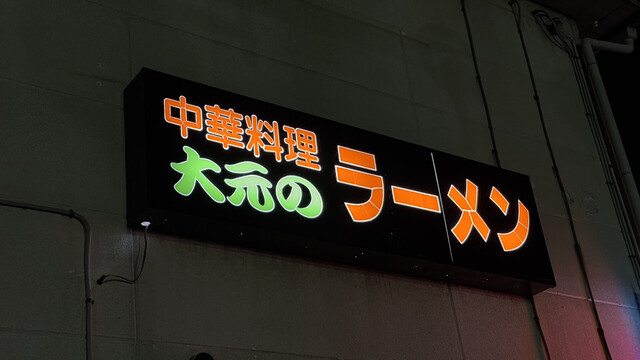 中華料理
大元の
ラーメン